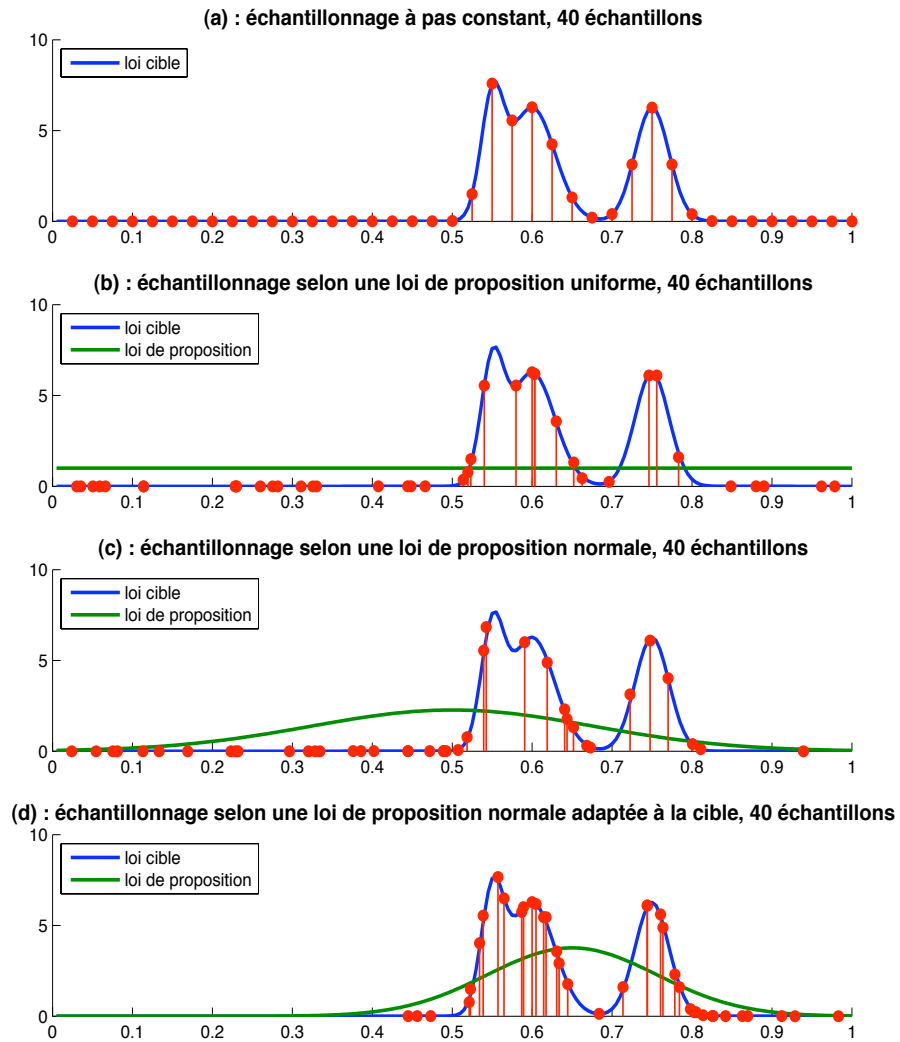 (a) : échantillonnage à pas constant, 40 échantillons
10
5
0
loi cible
0 0.1 0.2 0.3 0.4 0.5 0.6 0.7 0.8 0.9 1
(b) : échantillonnage selon une loi de proposition uniforme, 40 échantillons
10
5
0
loi cible
loi de proposition
0 0.1 0.2 0.3 0.4 0.5 0.6 0.7 0.8 0.9 1
(c) : échantillonnage selon une loi de proposition normale, 40 échantillons
10
5
0
loi cible
loi de proposition
0 0.1 0.2 0.3 0.4 0.5 0.6 0.7 0.8 0.9 1
(d) : échantillonnage selon une loi de proposition normale adaptée à la cible, 40 échantillons
10
5
0
loi cible
loi de proposition
0 0.1 0.2 0.3 0.4 0.5 0.6 0.7 0.8 0.9 1